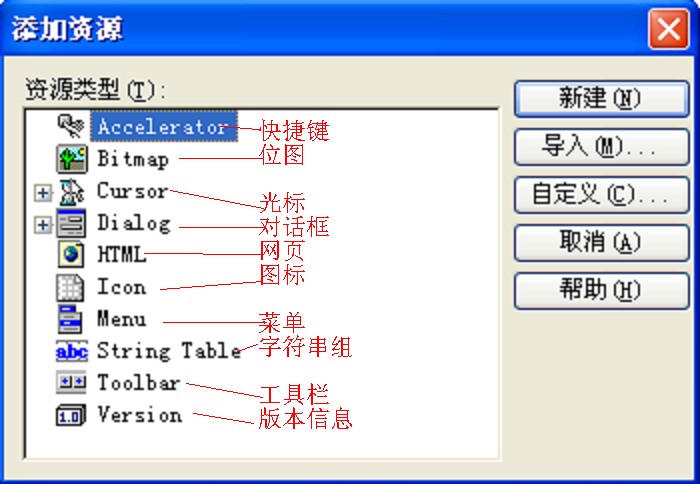 添加资源
资源类型(T):
Accelerator 快捷键
Bitmap 位图
Cursor 光标
Dialog 对话框
HTML 网页
Icon 图标
Menu 菜单
String Table 字符串组
Toolbar 工具栏
Version 版本信息
新建(N)
导入(M)...
自定义(C)...
取消(A)
帮助(H)
abc
1.0